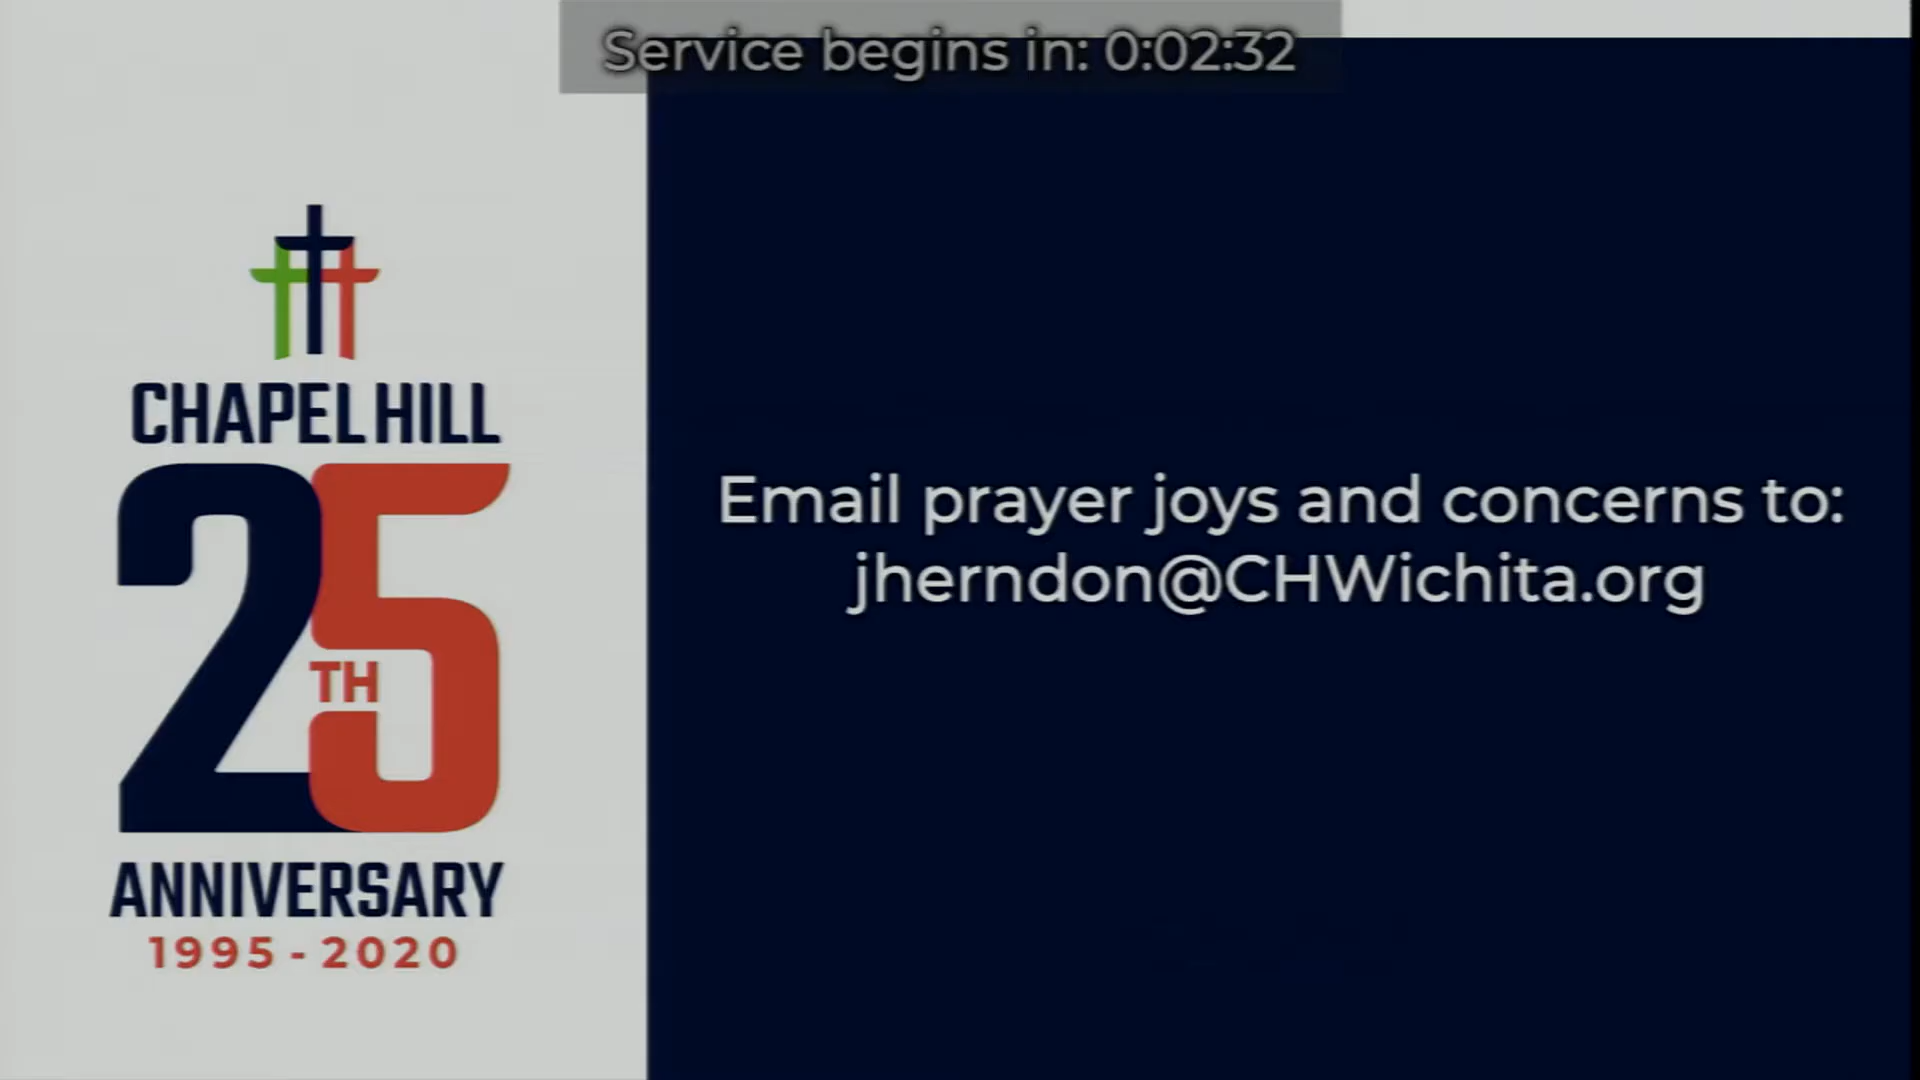 Service begins in: 0:02:32
CHAPEL HILL
25
TH
ANNIVERSARY
1995 - 2020
Email prayer joys and concerns to:
jherndon@CHWichita.org